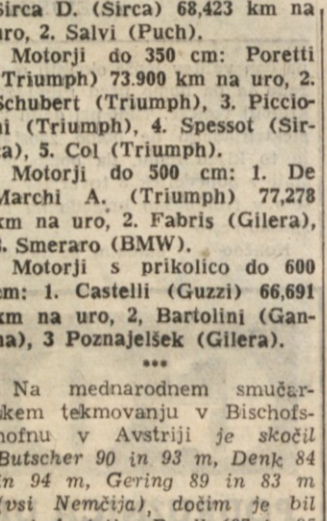 Sirca D. (Sirca) 68,423 km na
uro, 2. Salvi (Puch).
Motorji do 350 cm: Poretti
(Triumph) 73.900 km na uro, 2.
Schubert (Triumph), 3. Piccio-
ni (Triumph), 4. Spessot (Sir-
ca), 5. Col (Triumph).
Motorji do 500 cm: 1. De
Marchi A. (Triumph) 77,278
km na uro, 2. Fabris (Gilera),
3. Smeraro (BMW).
Motorji s prikolico do 600
cm: 1. Castelli (Guzzi) 66,691
km na uro, 2, Bartolini (Gan-
na), 3 Poznajelšek (Gilera).
***
Na mednarodnem smučar-
skem tekmovanju v Bischofs-
hofnu v Avstriji je skočil
Butscher 90 in 93 m, Denk 84
in 94 m, Gering 89 in 83 m
(vsi Nemčija), dočim je bil